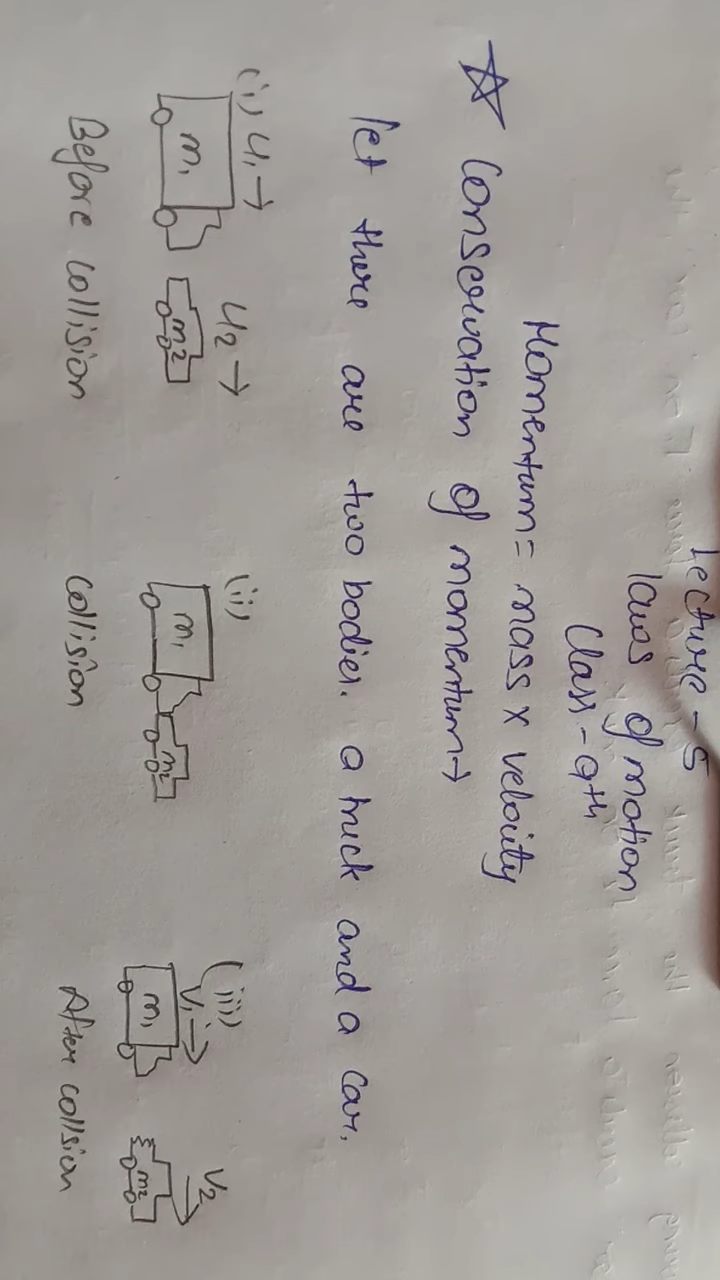 Lecture - 5
laws of motion
Class - 9th
Momentum = mass x velocity
☆ Conservation of momentum →
let there are two bodies. a truck and a car.
(i) (ii) (iii)
u₁ → u₂ → V₁ → V₂
m₁ m2 m₁ m2 m₁ m2
Before collision collision After collsion